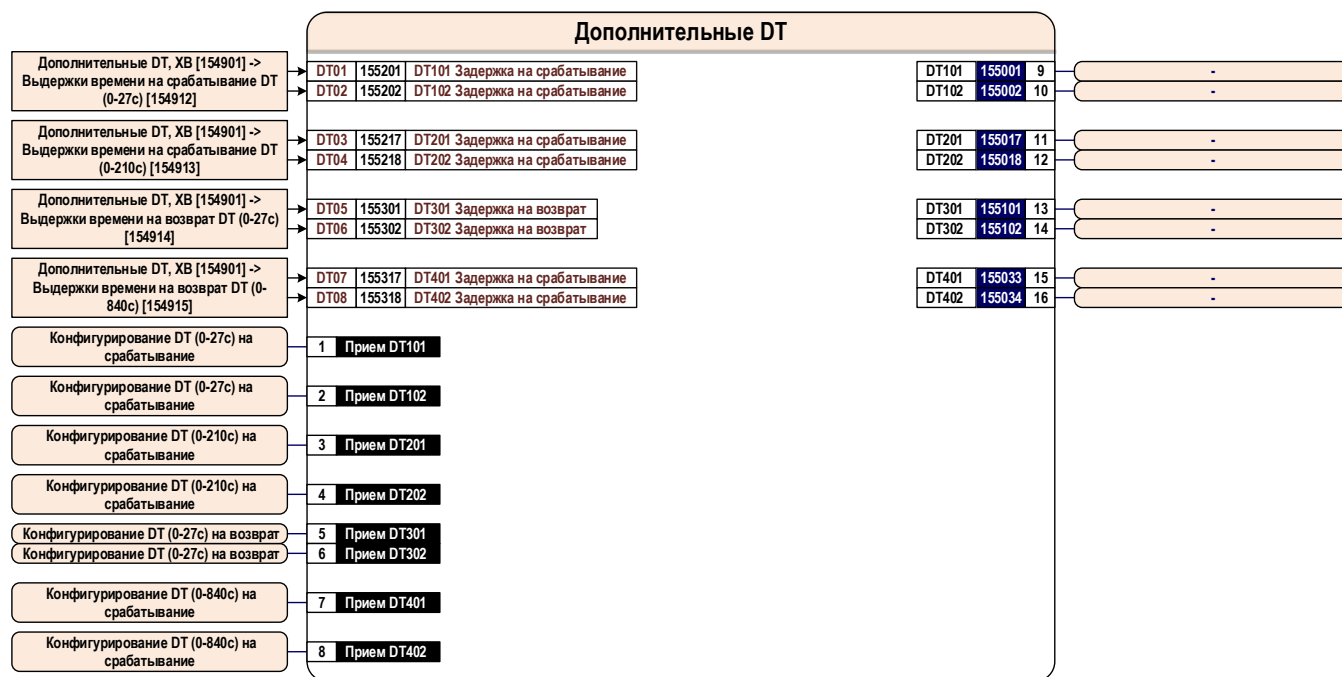 Дополнительные DT
Дополнительные DT, ХВ [154901] ->
Выдержки времени на срабатывание DT
(0-27с) [154912]
DT01 155201 DT101 Задержка на срабатывание
DT02 155202 DT102 Задержка на срабатывание
DT101 155001 9 -
DT102 155002 10 -
Дополнительные DT, ХВ [154901] ->
Выдержки времени на срабатывание DT
(0-210с) [154913]
DT03 155217 DT201 Задержка на срабатывание
DT04 155218 DT202 Задержка на срабатывание
DT201 155017 11 -
DT202 155018 12 -
Дополнительные DT, ХВ [154901] ->
Выдержки времени на возврат DT (0-27с)
[154914]
DT05 155301 DT301 Задержка на возврат
DT06 155302 DT302 Задержка на возврат
DT301 155101 13 -
DT302 155102 14 -
Дополнительные DT, ХВ [154901] ->
Выдержки времени на возврат DT (0-
840с) [154915]
DT07 155317 DT401 Задержка на срабатывание
DT08 155318 DT402 Задержка на срабатывание
DT401 155033 15 -
DT402 155034 16 -
Конфигурирование DT (0-27с) на
срабатывание
1 Прием DT101
Конфигурирование DT (0-27с) на
срабатывание
2 Прием DT102
Конфигурирование DT (0-210с) на
срабатывание
3 Прием DT201
Конфигурирование DT (0-210с) на
срабатывание
4 Прием DT202
Конфигурирование DT (0-27с) на возврат
5 Прием DT301
Конфигурирование DT (0-27с) на возврат
6 Прием DT302
Конфигурирование DT (0-840с) на
срабатывание
7 Прием DT401
Конфигурирование DT (0-840с) на
срабатывание
8 Прием DT402